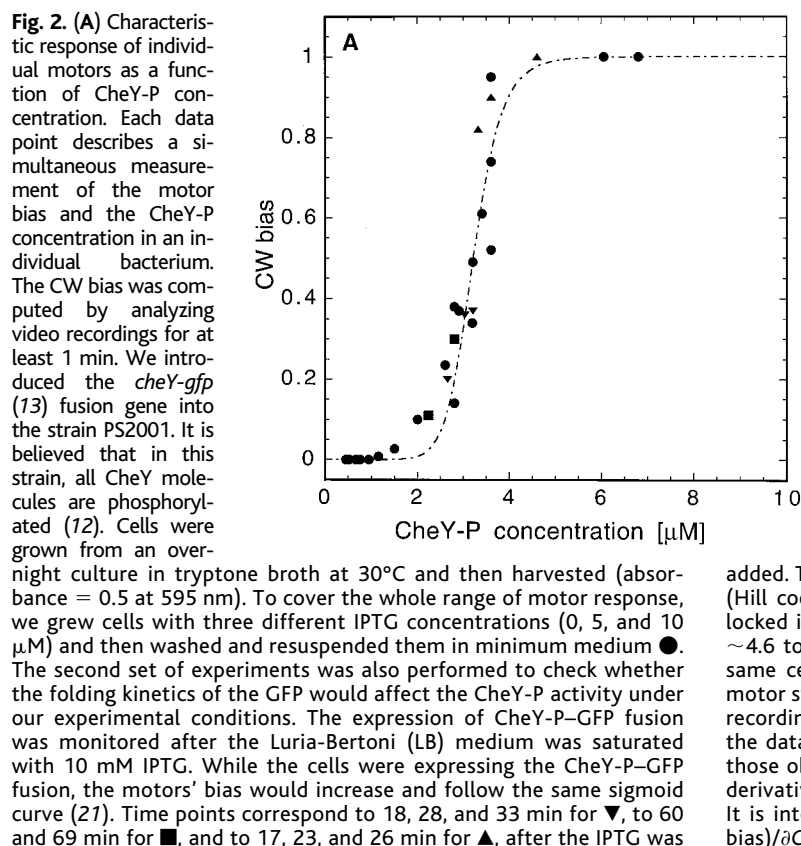 Fig. 2. (A) Characteris-
tic response of individ-
ual motors as a func-
tion of CheY-P con-
centration. Each data
point describes a si-
multaneous measure-
ment of the motor
bias and the CheY-P
concentration in an in-
dividual bacterium.
The CW bias was com-
puted by analyzing
video recordings for at
least 1 min. We intro-
duced the cheY-gfp
(13) fusion gene into
the strain PS2001. It is
believed that in this
strain, all CheY mole-
cules are phosphoryl-
ated (12). Cells were
grown from an over-
night culture in tryptone broth at 30°C and then harvested (absor-
bance = 0.5 at 595 nm). To cover the whole range of motor response,
we grew cells with three different IPTG concentrations (0, 5, and 10
μM) and then washed and resuspended them in minimum medium ●.
The second set of experiments was also performed to check whether
the folding kinetics of the GFP would affect the CheY-P activity under
our experimental conditions. The expression of CheY-P–GFP fusion
was monitored after the Luria-Bertoni (LB) medium was saturated
with 10 mM IPTG. While the cells were expressing the CheY-P–GFP
fusion, the motors' bias would increase and follow the same sigmoid
curve (21). Time points correspond to 18, 28, and 33 min for ▼, to 60
and 69 min for ■, and to 17, 23, and 26 min for ▲, after the IPTG was
A
CW bias
1
0.8
0.6
0.4
0.2
0
0 2 4 6 8 10
CheY-P concentration [μM]
added. T
(Hill coe
locked i
~4.6 to
same ce
motor s
recordin
the data
those ol
derivativ
It is int
bias)/∂C